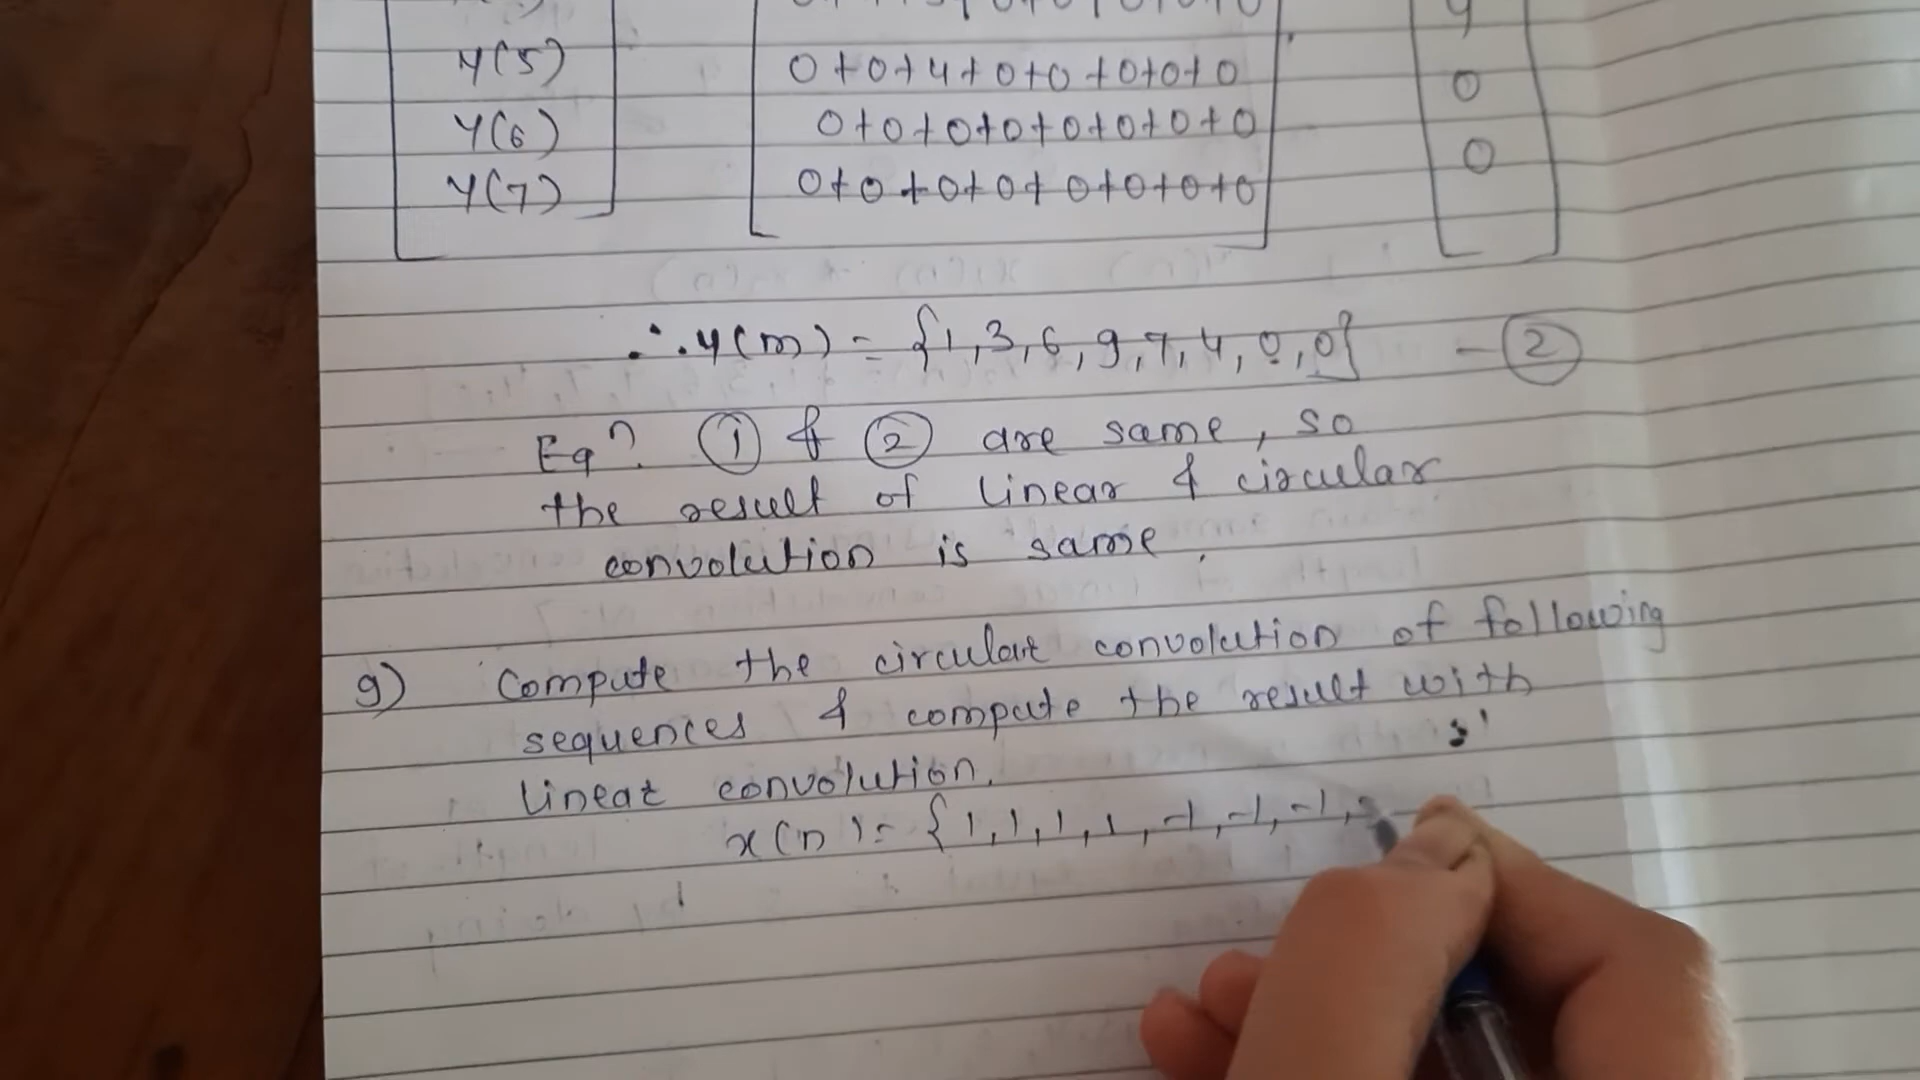 Y(5) 0+0+4+0+0+0+0+0 0
Y(6) 0+0+0+0+0+0+0+0 0
Y(7) 0+0+0+0+0+0+0+0
∴ y(m) = {1,3,6,9,7,4,0,0} - ②
Eqⁿ. ① & ② are same, so
the result of linear & circular
convolution is same.
9) Compute the circular convolution of following
sequences & compute the result with
linear convolution.
x(n) = {1,1,1,1,-1,-1,-1,